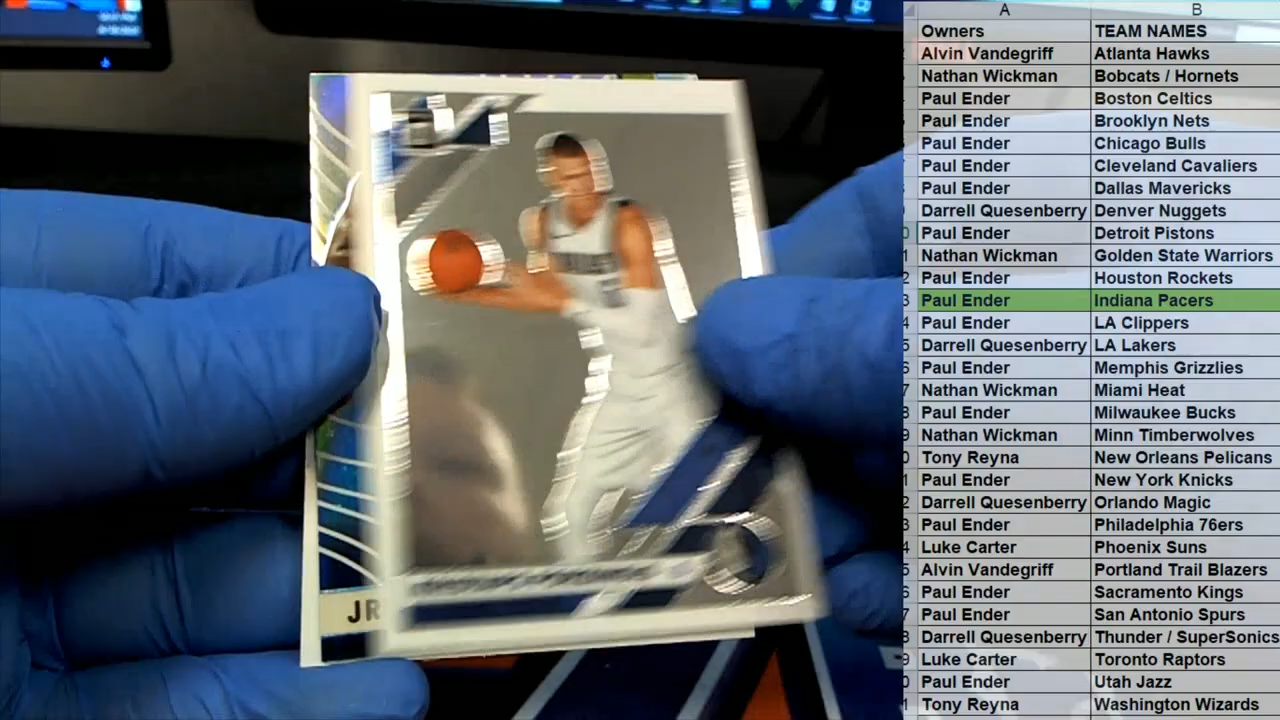 A B
Owners TEAM NAMES
Alvin Vandegriff Atlanta Hawks
Nathan Wickman Bobcats / Hornets
Paul Ender Boston Celtics
Paul Ender Brooklyn Nets
Paul Ender Chicago Bulls
Paul Ender Cleveland Cavaliers
Paul Ender Dallas Mavericks
Darrell Quesenberry Denver Nuggets
Paul Ender Detroit Pistons
Nathan Wickman Golden State Warriors
Paul Ender Houston Rockets
Paul Ender Indiana Pacers
Paul Ender LA Clippers
Darrell Quesenberry LA Lakers
Paul Ender Memphis Grizzlies
Nathan Wickman Miami Heat
Paul Ender Milwaukee Bucks
Nathan Wickman Minn Timberwolves
Tony Reyna New Orleans Pelicans
Paul Ender New York Knicks
Darrell Quesenberry Orlando Magic
Paul Ender Philadelphia 76ers
Luke Carter Phoenix Suns
Alvin Vandegriff Portland Trail Blazers
Paul Ender Sacramento Kings
Paul Ender San Antonio Spurs
Darrell Quesenberry Thunder / SuperSonics
Luke Carter Toronto Raptors
Paul Ender Utah Jazz
Tony Reyna Washington Wizards
JR